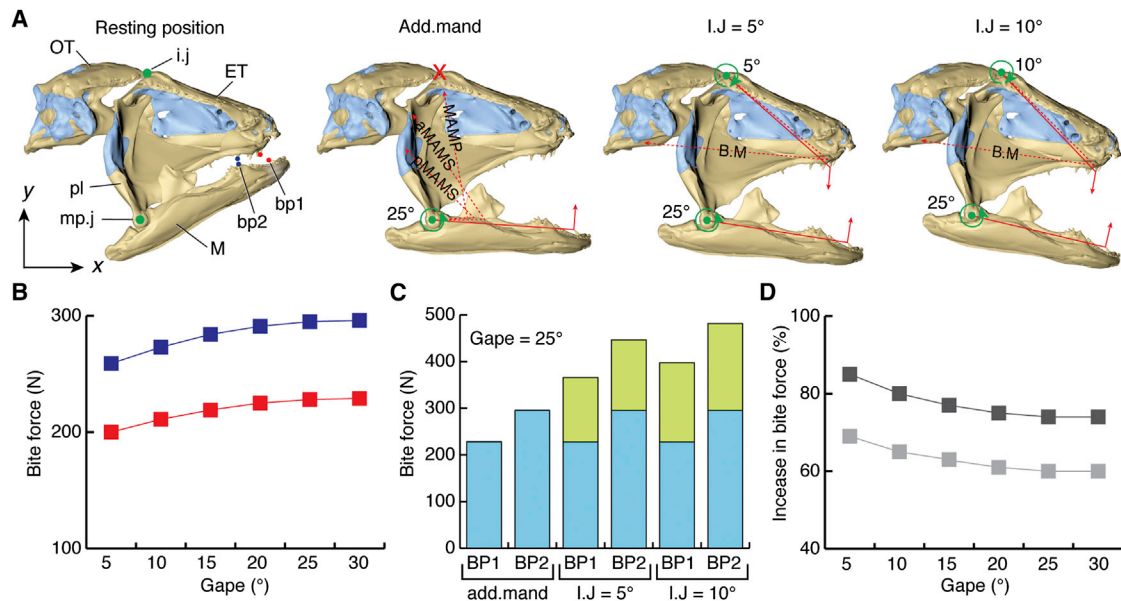 A
Resting position
OT
i.j
ET
pl
mp.j
M
bp2
bp1
y
x
Add.mand
X
MAMP
aMAMS
pMAMS
25°
I.J = 5°
5°
B.M
25°
I.J = 10°
10°
B.M
25°
B
300
200
100
Bite force (N)
5 10 15 20 25 30
Gape (°)
C
500
400
300
200
100
0
Bite force (N)
Gape = 25°
BP1 BP2 BP1 BP2 BP1 BP2
add.mand I.J = 5° I.J = 10°
D
100
80
60
40
Incease in bite force (%)
5 10 15 20 25 30
Gape (°)